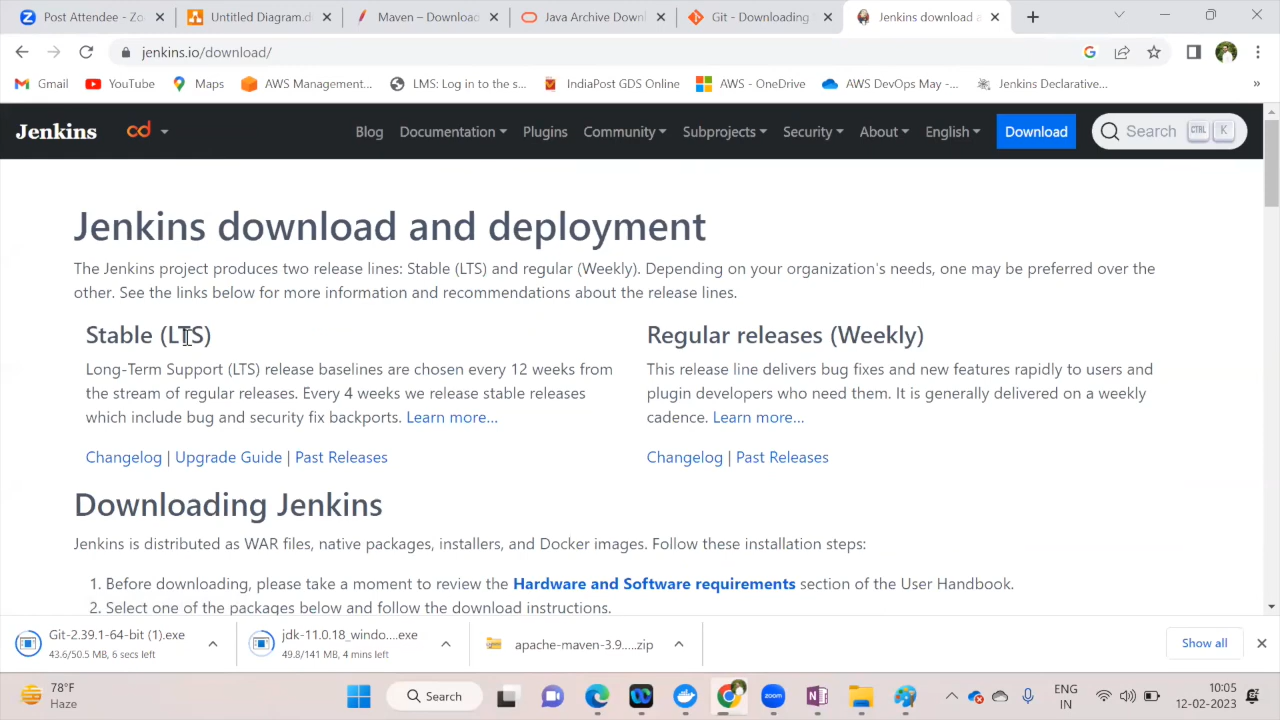 Post Attendee - Zo
Untitled Diagram.d
Maven – Download
Java Archive Downl
Git - Downloading
Jenkins download a
jenkins.io/download/
Gmail
YouTube
Maps
AWS Management...
LMS: Log in to the s...
IndiaPost GDS Online
AWS - OneDrive
AWS DevOps May -...
Jenkins Declarative...
»
Jenkins
cd
Blog
Documentation
Plugins
Community
Subprojects
Security
About
English
Download
Search
CTRL
K
Jenkins download and deployment
The Jenkins project produces two release lines: Stable (LTS) and regular (Weekly). Depending on your organization's needs, one may be preferred over the
other. See the links below for more information and recommendations about the release lines.
Stable (LTS)
Long-Term Support (LTS) release baselines are chosen every 12 weeks from
the stream of regular releases. Every 4 weeks we release stable releases
which include bug and security fix backports. Learn more...
Changelog | Upgrade Guide | Past Releases
Regular releases (Weekly)
This release line delivers bug fixes and new features rapidly to users and
plugin developers who need them. It is generally delivered on a weekly
cadence. Learn more...
Changelog | Past Releases
Downloading Jenkins
Jenkins is distributed as WAR files, native packages, installers, and Docker images. Follow these installation steps:
1. Before downloading, please take a moment to review the Hardware and Software requirements section of the User Handbook.
2. Select one of the packages below and follow the download instructions.
Git-2.39.1-64-bit (1).exe
43.6/50.5 MB, 6 secs left
jdk-11.0.18_windo....exe
49.8/141 MB, 4 mins left
apache-maven-3.9.....zip
Show all
78°F
Haze
Search
zoom
ENG
IN
10:05
12-02-2023